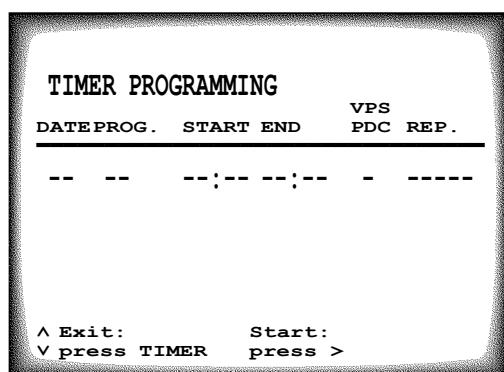 TIMER PROGRAMMING
VPS
DATE PROG. START END PDC REP.
-- -- --:-- --:-- - -----
^ Exit: Start:
v press TIMER press >